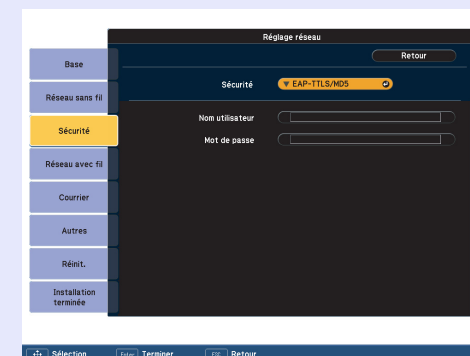 Réglage réseau
Retour
Base
Sécurité EAP-TTLS/MD5
Réseau sans fil
Nom utilisateur
Sécurité
Mot de passe
Réseau avec fil
Courrier
Autres
Réinit.
Installation
terminée
Sélection Enter Terminer ESC Retour